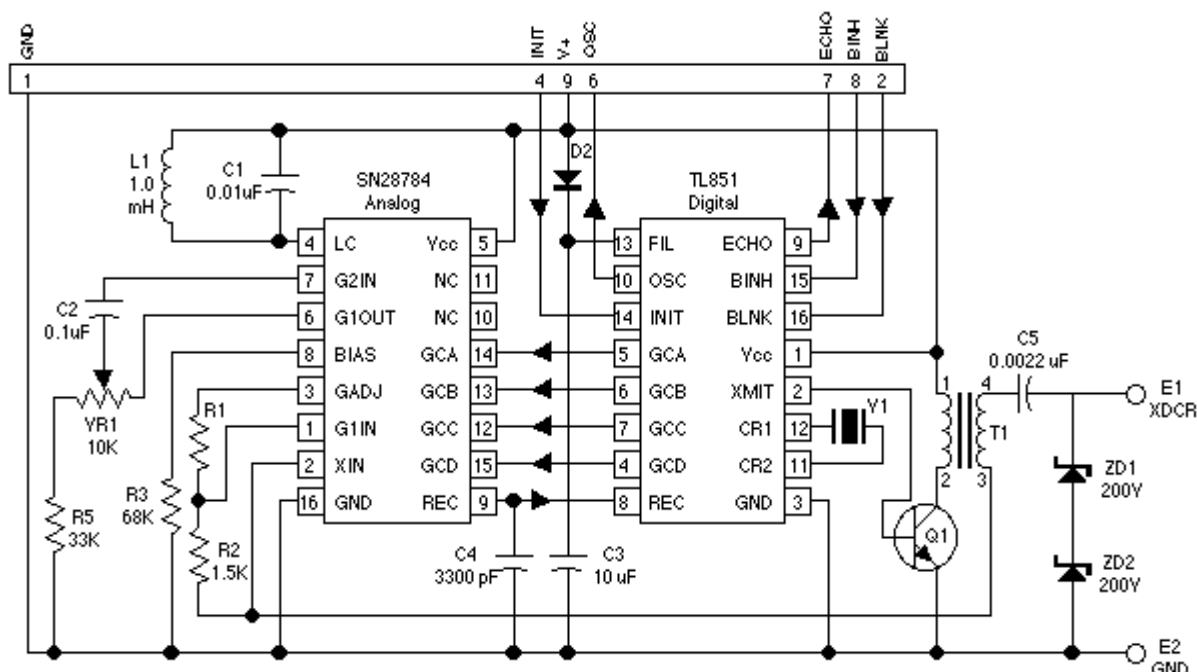 GND INIT V+ OSC ECHO BINH BLNK
1 4 9 6 7 8 2
D2
L1
1.0
mH
C1
0.01uF
SN28784
Analog
TL851
Digital
4 LC Vcc 5
7 G2IN NC 11
6 G1OUT NC 10
8 BIAS GCA 14
3 GADJ GCB 13
1 G1IN GCC 12
2 XIN GCD 15
16 GND REC 9
13 FIL ECHO 9
10 OSC BINH 15
14 INIT BLNK 16
5 GCA Vcc 1
6 GCB XMIT 2
7 GCC CR1 12
4 GCD CR2 11
8 REC GND 3
C2
0.1uF
VR1
10K
R1
R3
68K
R5
33K
R2
1.5K
C4
3300 pF
C3
10 uF
Y1
Q1
1 4
T1
2 3
C5
0.0022 uF
E1
XDCR
ZD1
200V
ZD2
200V
E2
GND